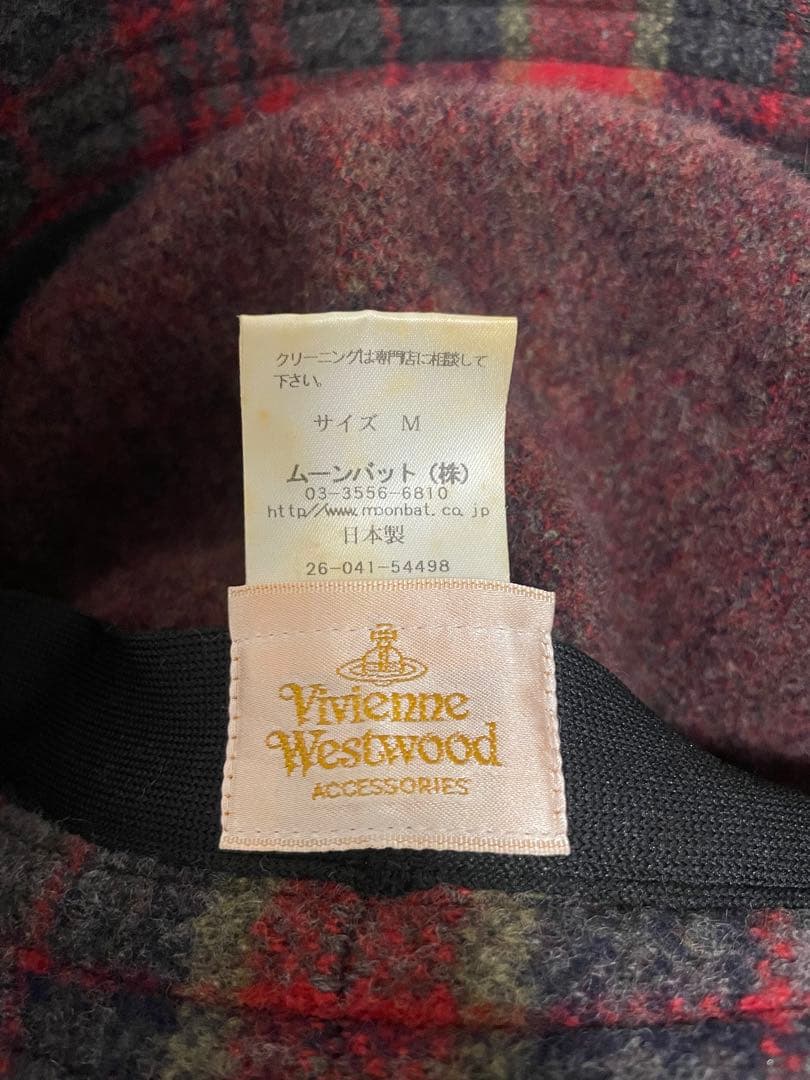 クリーニングは専門店に相談して
下さい。
サイズ M
ムーンバット(株)
03-3556-6810
http//www.moonbat.co.jp
日本製
26-041-54498
Vivienne
Westwood
ACCESSORIES